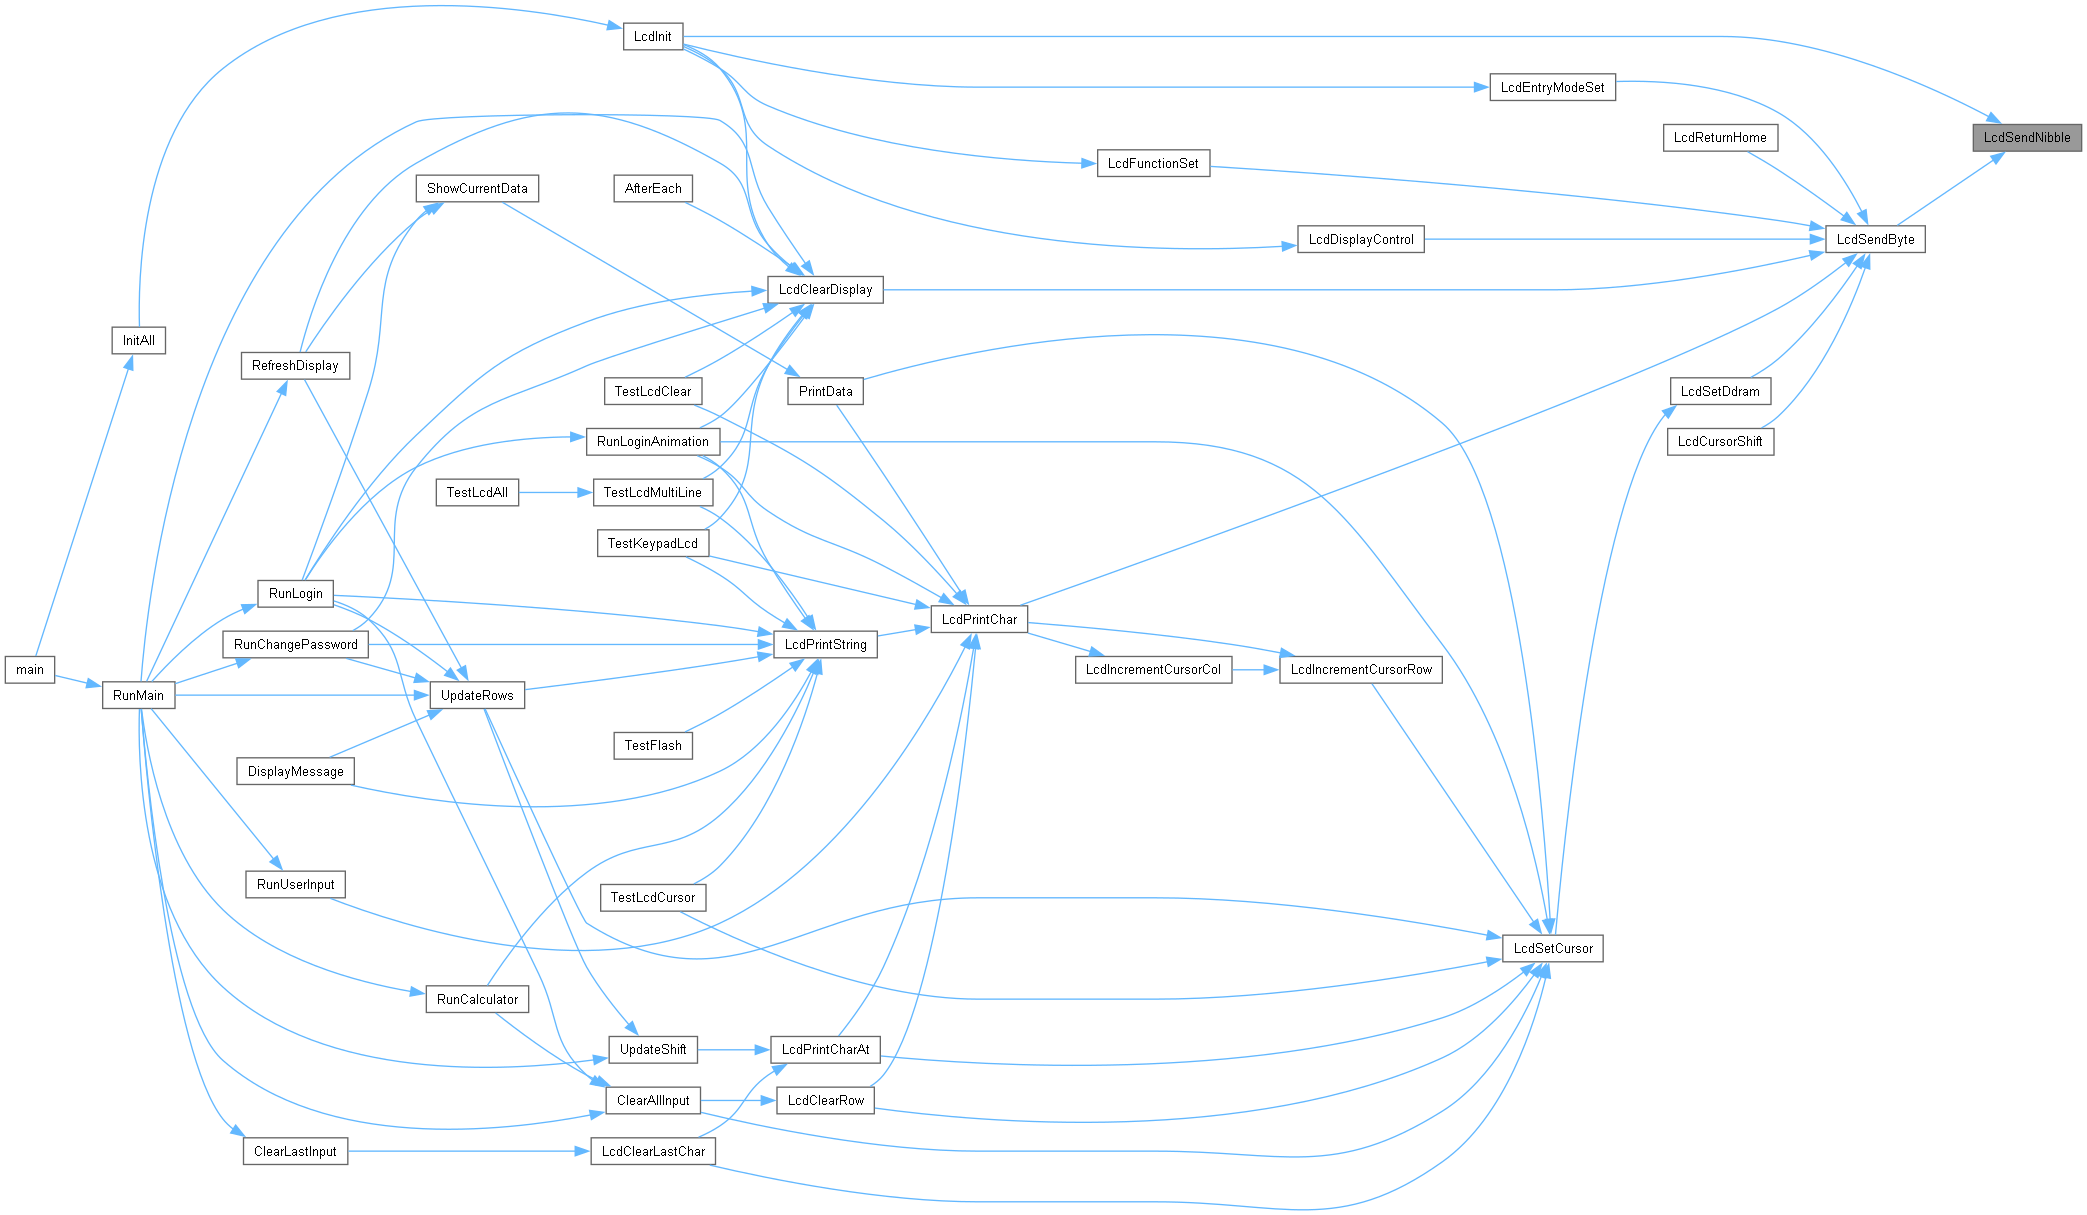 LcdInit
LcdEntryModeSet
LcdReturnHome
LcdSendNibble
LcdFunctionSet
ShowCurrentData
AfterEach
LcdDisplayControl
LcdSendByte
LcdClearDisplay
InitAll
RefreshDisplay
TestLcdClear
PrintData
LcdSetDdram
RunLoginAnimation
LcdCursorShift
TestLcdAll
TestLcdMultiLine
TestKeypadLcd
RunLogin
LcdPrintChar
RunChangePassword
LcdPrintString
main
LcdIncrementCursorCol
LcdIncrementCursorRow
RunMain
UpdateRows
TestFlash
DisplayMessage
RunUserInput
TestLcdCursor
LcdSetCursor
RunCalculator
UpdateShift
LcdPrintCharAt
ClearAllInput
LcdClearRow
ClearLastInput
LcdClearLastChar